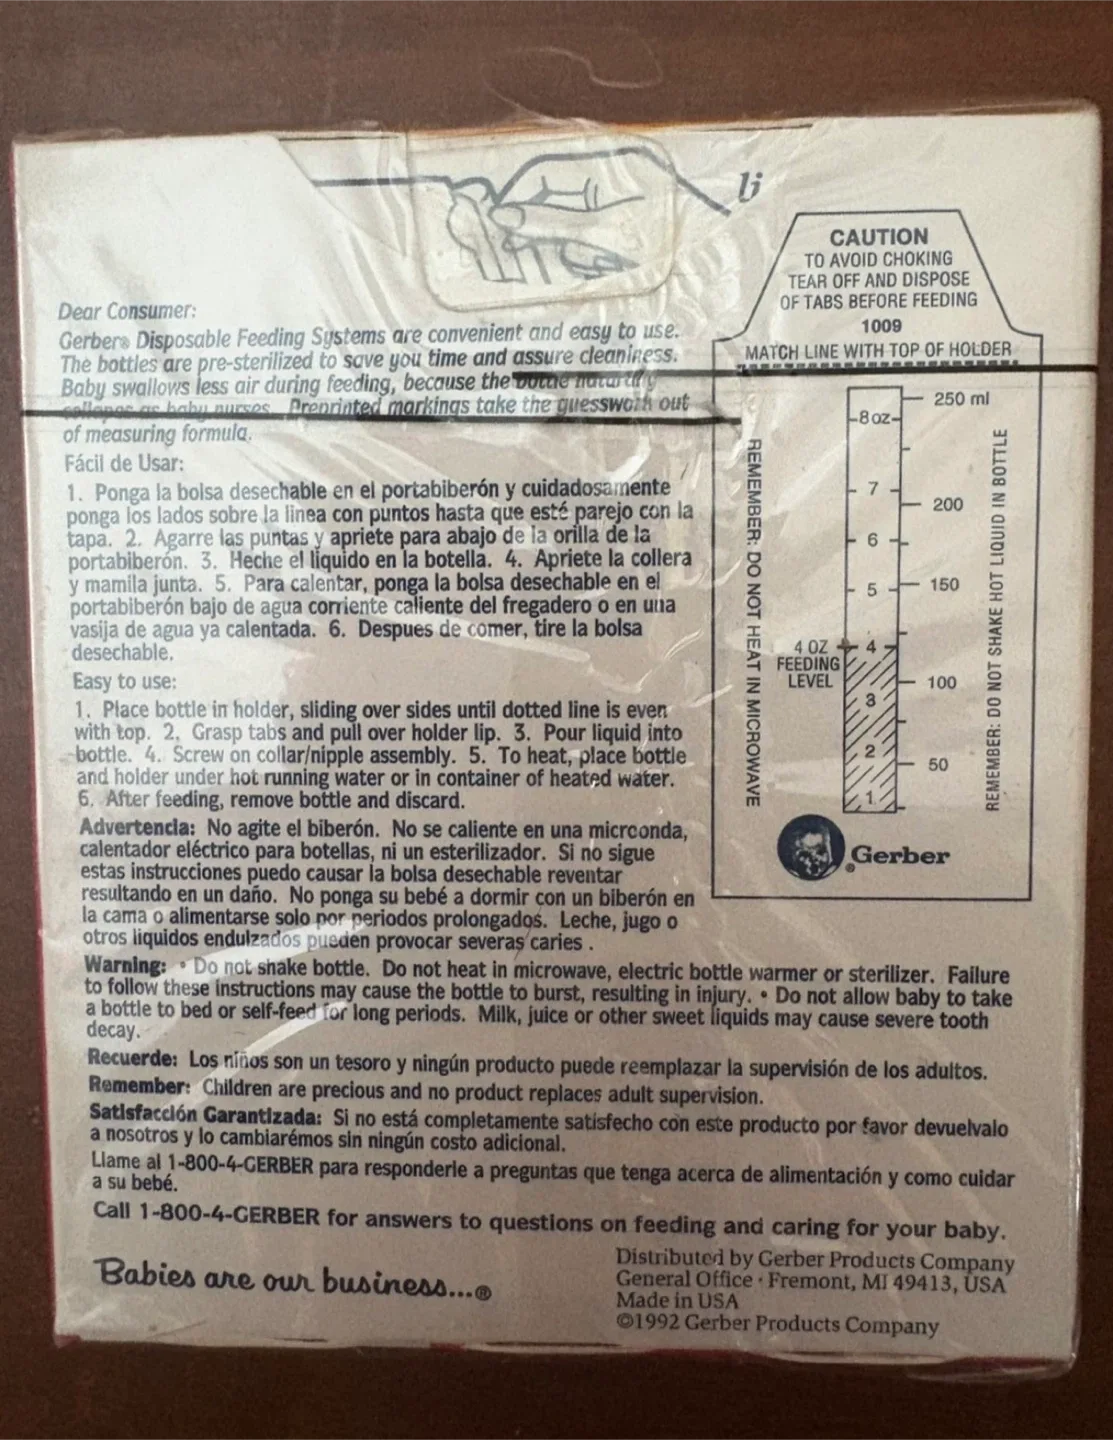 li
CAUTION
TO AVOID CHOKING
TEAR OFF AND DISPOSE
OF TABS BEFORE FEEDING
1009
MATCH LINE WITH TOP OF HOLDER
Dear Consumer:
Gerber® Disposable Feeding Systems are convenient and easy to use.
The bottles are pre-sterilized to save you time and assure cleaniness.
Baby swallows less air during feeding, because the bottle naturally
collapes as baby nurses. Preprinted markings take the guesswork out
of measuring formula.
Fácil de Usar:
1. Ponga la bolsa desechable en el portabiberón y cuidadosamente
ponga los lados sobre la linea con puntos hasta que esté parejo con la
tapa. 2. Agarre las puntas y apriete para abajo de la orilla de la
portabiberón. 3. Heche el liquido en la botella. 4. Apriete la collera
y mamila junta. 5. Para calentar, ponga la bolsa desechable en el
portabiberón bajo de agua corriente caliente del fregadero o en una
vasija de agua ya calentada. 6. Despues de comer, tire la bolsa
desechable.
Easy to use:
1. Place bottle in holder, sliding over sides until dotted line is even
with top. 2. Grasp tabs and pull over holder lip. 3. Pour liquid into
bottle. 4. Screw on collar/nipple assembly. 5. To heat, place bottle
and holder under hot running water or in container of heated water.
6. After feeding, remove bottle and discard.
REMEMBER: DO NOT HEAT IN MICROWAVE
8 oz
7
6
5
4
3
2
1
4 OZ
FEEDING
LEVEL
250 ml
200
150
100
50
REMEMBER: DO NOT SHAKE HOT LIQUID IN BOTTLE
Gerber®
Advertencia: No agite el biberón. No se caliente en una microonda,
calentador eléctrico para botellas, ni un esterilizador. Si no sigue
estas instrucciones puedo causar la bolsa desechable reventar
resultando en un daño. No ponga su bebé a dormir con un biberón en
la cama o alimentarse solo por periodos prolongados. Leche, jugo o
otros liquidos endulzados pueden provocar severas caries .
Warning: • Do not shake bottle. Do not heat in microwave, electric bottle warmer or sterilizer. Failure
to follow these instructions may cause the bottle to burst, resulting in injury. • Do not allow baby to take
a bottle to bed or self-feed for long periods. Milk, juice or other sweet liquids may cause severe tooth
decay.
Recuerde: Los niños son un tesoro y ningún producto puede reemplazar la supervisión de los adultos.
Remember: Children are precious and no product replaces adult supervision.
Satisfacción Garantizada: Si no está completamente satisfecho con este producto por favor devuelvalo
a nosotros y lo cambiarémos sin ningún costo adicional.
Llame al 1-800-4-GERBER para responderle a preguntas que tenga acerca de alimentación y como cuidar
a su bebé.
Call 1-800-4-GERBER for answers to questions on feeding and caring for your baby.
Babies are our business...®
Distributed by Gerber Products Company
General Office · Fremont, MI 49413, USA
Made in USA
©1992 Gerber Products Company